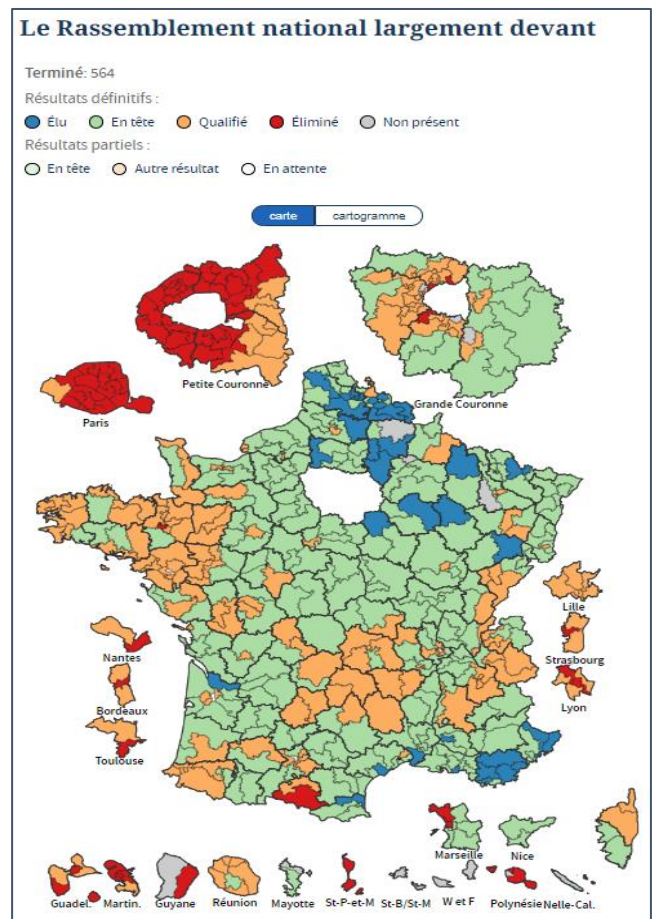 Le Rassemblement national largement devant
Terminé: 564
Résultats définitifs :
Élu En tête Qualifié Éliminé Non présent
Résultats partiels :
En tête Autre résultat En attente
carte cartogramme
Petite Couronne
Grande Couronne
Paris
Lille
Nantes
Strasbourg
Bordeaux
Lyon
Toulouse
Marseille
Nice
Guadel. Martin. Guyane Réunion Mayotte St-P-et-M St-B/St-M W et F Polynésie Nelle-Cal.